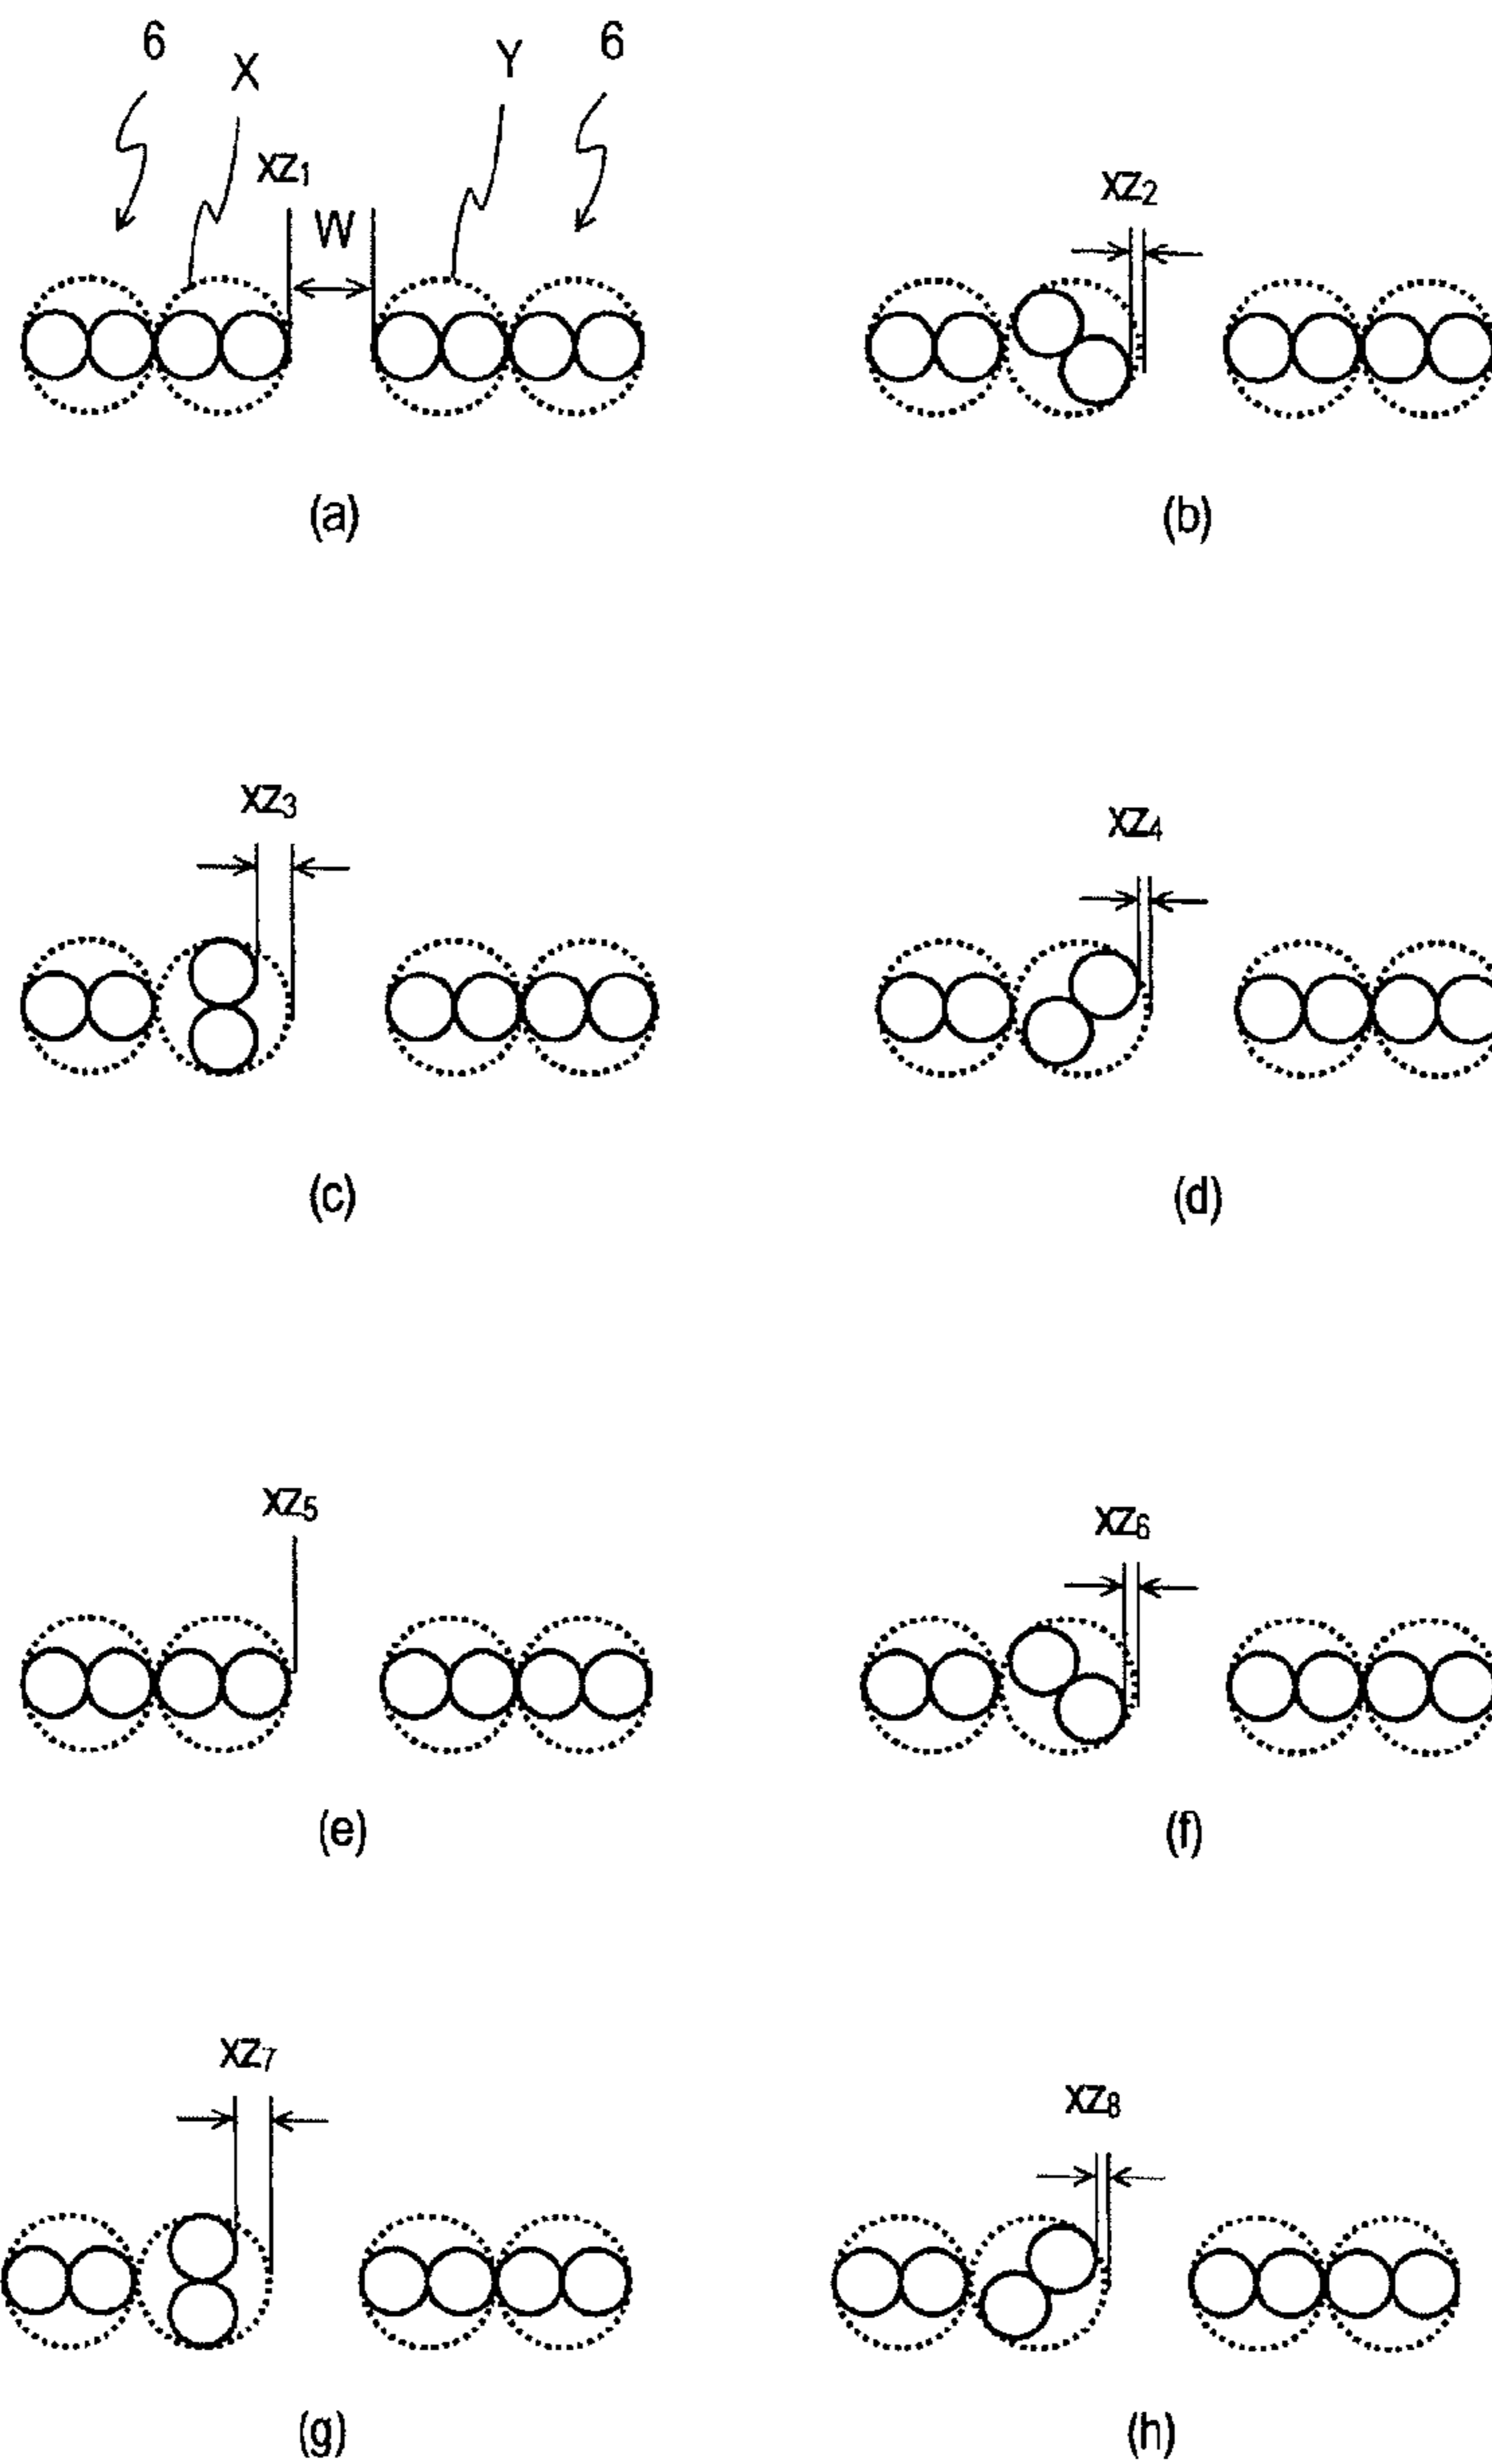 6 X Y 6
xz₁ W
xz₂
(a)
(b)
xz₃
xz₄
(c)
(d)
xz₅
xz₆
(e)
(f)
xz₇
xz₈
(g)
(h)